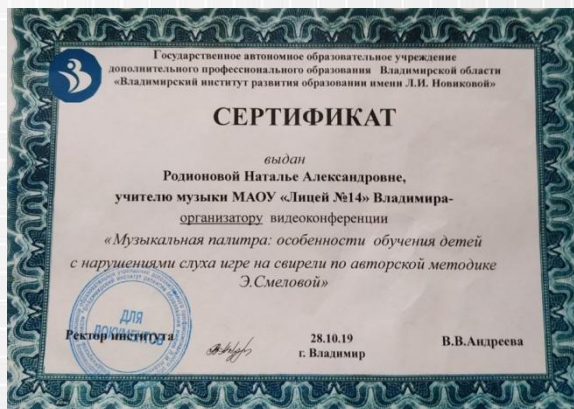 Государственное автономное образовательное учреждение
дополнительного профессионального образования Владимирской области
«Владимирский институт развития образовании имени Л.И. Новиковой»
СЕРТИФИКАТ
выдан
Родионовой Наталье Александровне,
учителю музыки МАОУ «Лицей №14» Владимира-
организатору видеоконференции
«Музыкальная палитра: особенности обучения детей
с нарушениями слуха игре на свирели по авторской методике
Э.Смеловой»
ДЛЯ
ДОКУМЕНТОВ
Ректор института
28.10.19
г. Владимир
В.В.Андреева